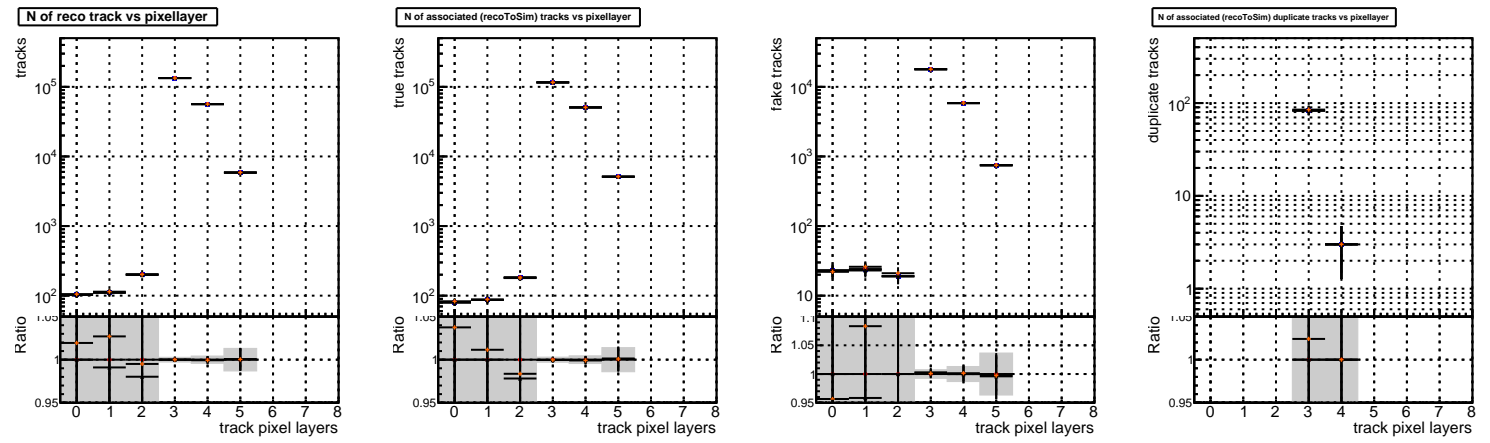 N of reco track vs pixellayer
tracks
10^5
10^4
10^3
10^2
Ratio
1.05
1
0.95
0 1 2 3 4 5 6 7 8
track pixel layers
N of associated (recoToSim) tracks vs pixellayer
true tracks
10^5
10^4
10^3
10^2
Ratio
1.05
1
0.95
0 1 2 3 4 5 6 7 8
track pixel layers
fake tracks
10^4
10^3
10^2
10
Ratio
1.1
1.05
1
0.95
0 1 2 3 4 5 6 7 8
track pixel layers
N of associated (recoToSim) duplicate tracks vs pixellayer
duplicate tracks
10^2
10
1
Ratio
1.05
1
0.95
0 1 2 3 4 5 6 7 8
track pixel layers